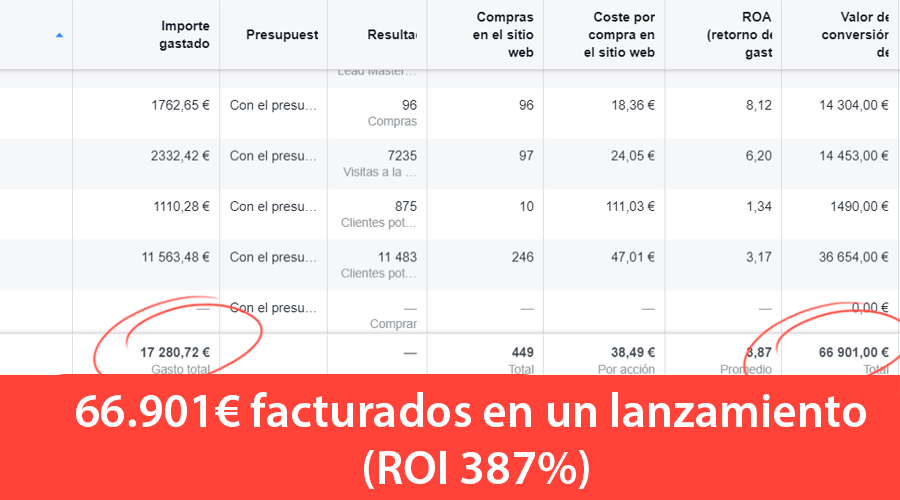 Importe gastado Presupuest Resulta Compras en el sitio web Coste por compra en el sitio web ROA (retorno de gast Valor de conversión de
Lead Master…
1762,65 € Con el presu… 96 96 18,36 € 8,12 14 304,00 €
Compras
2332,42 € Con el presu… 7235 97 24,05 € 6,20 14 453,00 €
Visitas a la …
1110,28 € Con el presu… 875 10 111,03 € 1,34 1490,00 €
Clientes pot…
11 563,48 € Con el presu… 11 483 246 47,01 € 3,17 36 654,00 €
Clientes pot…
— Con el presu… — — — — 0,00 €
Comprar
17 280,72 € — 449 38,49 € 3,87 66 901,00 €
Gasto total Total Por acción Promedio Total
66.901€ facturados en un lanzamiento
(ROI 387%)